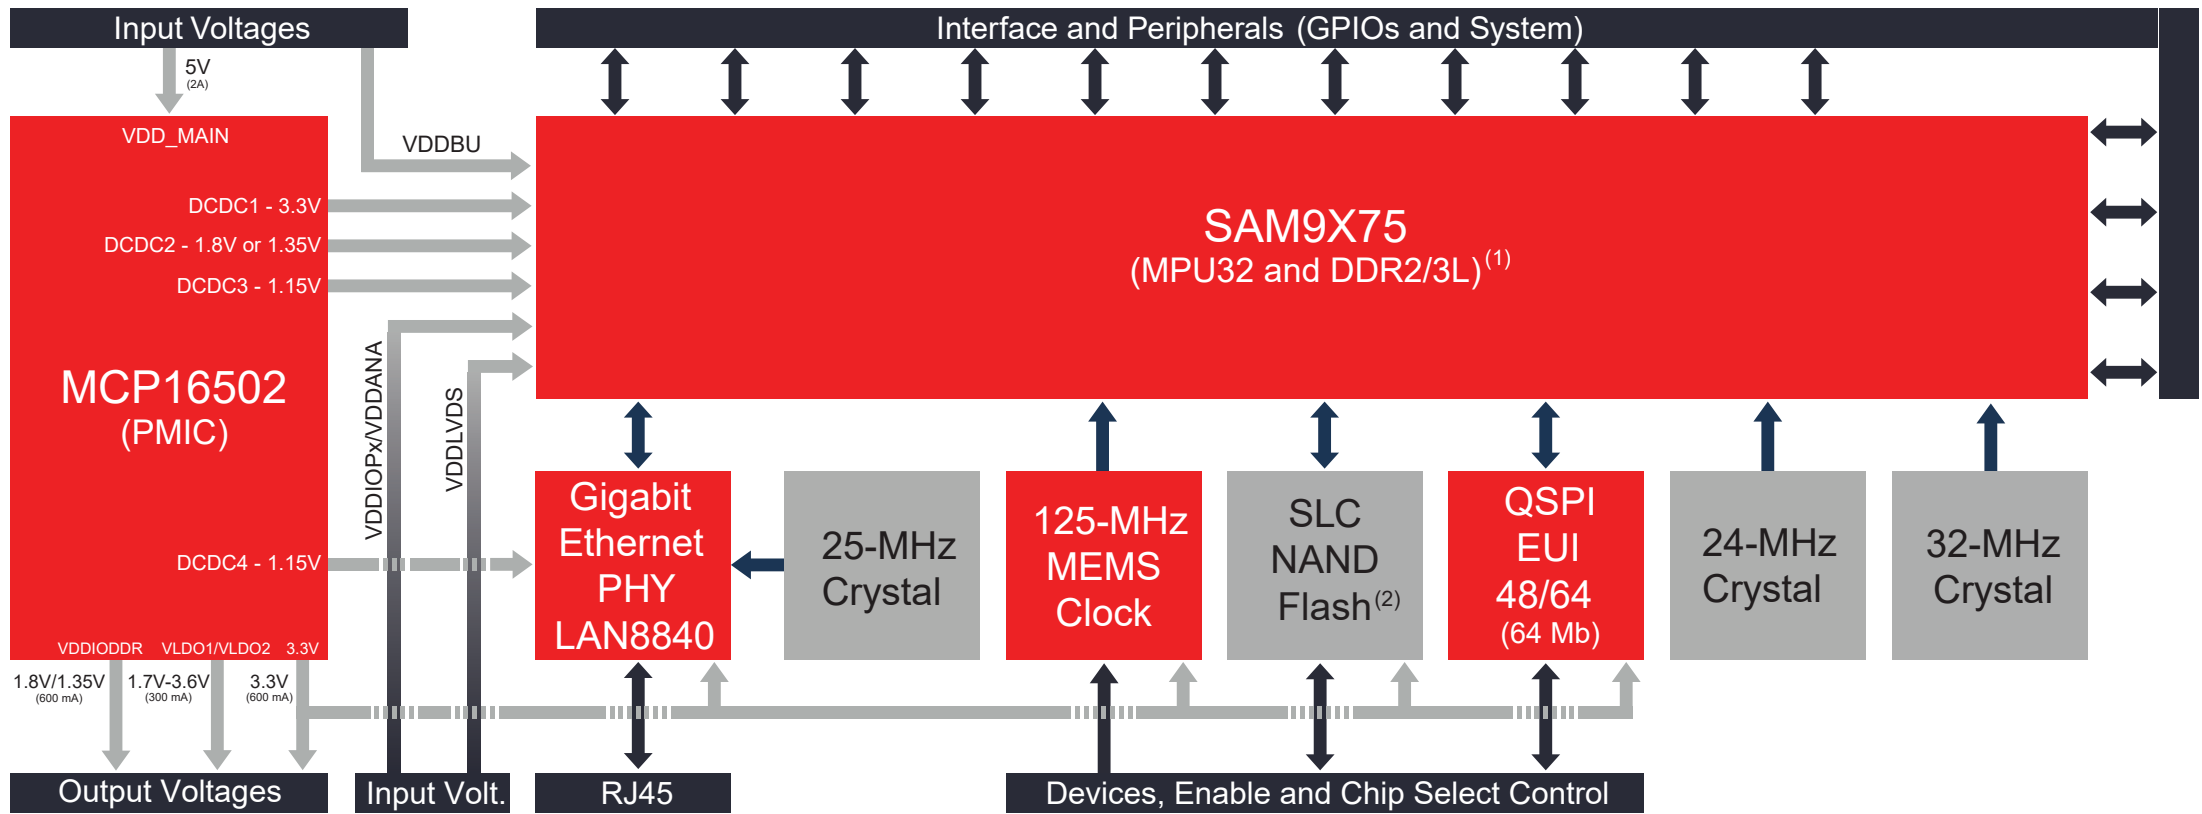 Input Voltages
Interface and Peripherals (GPIOs and System)
5V
(2A)
VDD_MAIN
VDDBU
DCDC1 - 3.3V
DCDC2 - 1.8V or 1.35V
DCDC3 - 1.15V
SAM9X75
(MPU32 and DDR2/3L)(1)
MCP16502
(PMIC)
VDDIOPx/VDDANA
VDDLVDS
DCDC4 - 1.15V
Gigabit
Ethernet
PHY
LAN8840
25-MHz
Crystal
125-MHz
MEMS
Clock
SLC
NAND
Flash(2)
QSPI
EUI
48/64
(64 Mb)
24-MHz
Crystal
32-MHz
Crystal
VDDIODDR VLDO1/VLDO2 3.3V
1.8V/1.35V
(600 mA)
1.7V-3.6V
(300 mA)
3.3V
(600 mA)
Output Voltages
Input Volt.
RJ45
Devices, Enable and Chip Select Control